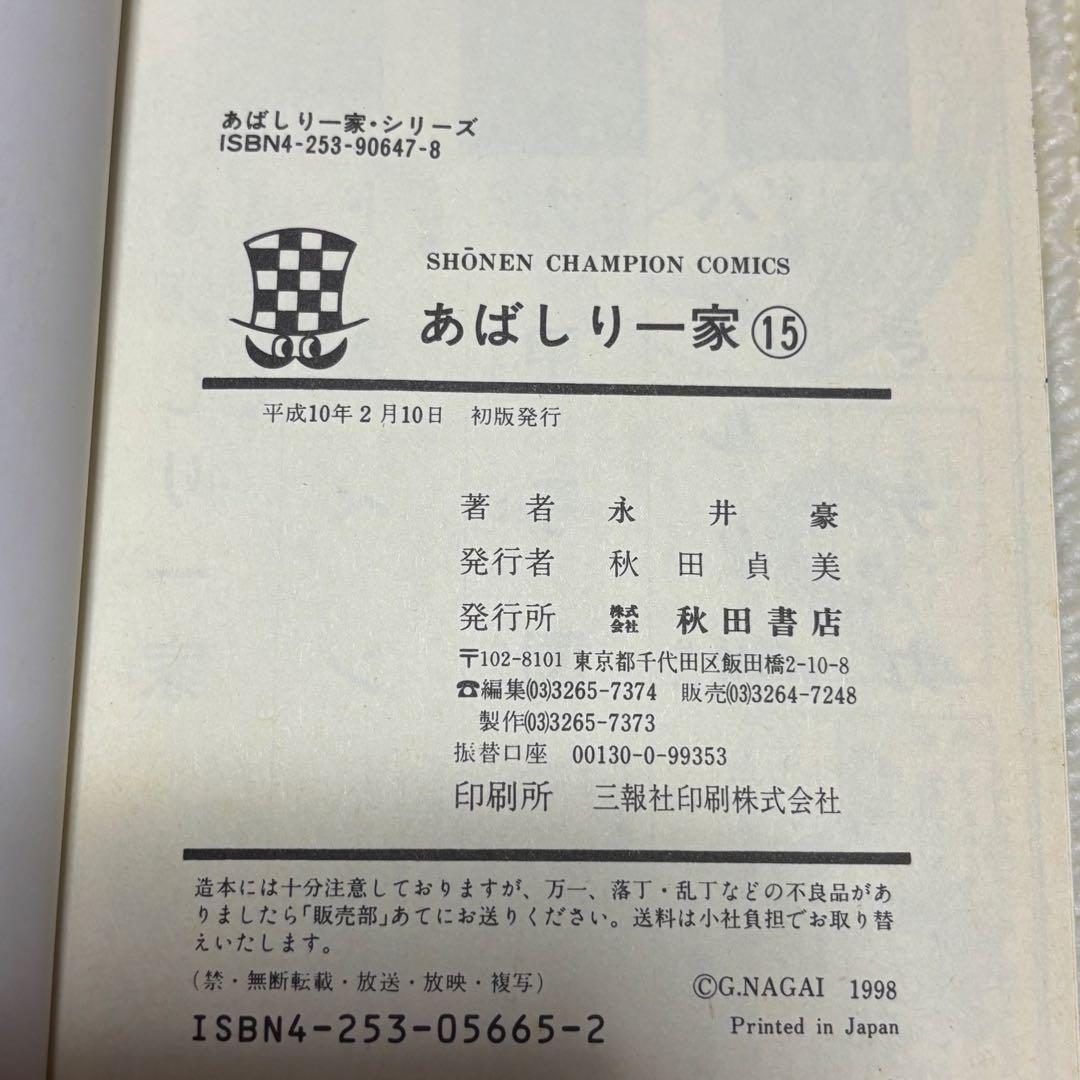 あばしり一家・シリーズ
ISBN4-253-90647-8
SHŌNEN CHAMPION COMICS
あばしり一家⑮
平成10年2月10日 初版発行
著者 永井豪
発行者 秋田貞美
発行所 株式会社 秋田書店
〒102-8101 東京都千代田区飯田橋2-10-8
☎編集(03)3265-7374 販売(03)3264-7248
製作(03)3265-7373
振替口座 00130-0-99353
印刷所 三報社印刷株式会社
造本には十分注意しておりますが、万一、落丁・乱丁などの不良品があ
りましたら「販売部」あてにお送りください。送料は小社負担でお取り替
えいたします。
(禁・無断転載・放送・放映・複写)
©G.NAGAI 1998
ISBN4-253-05665-2
Printed in Japan